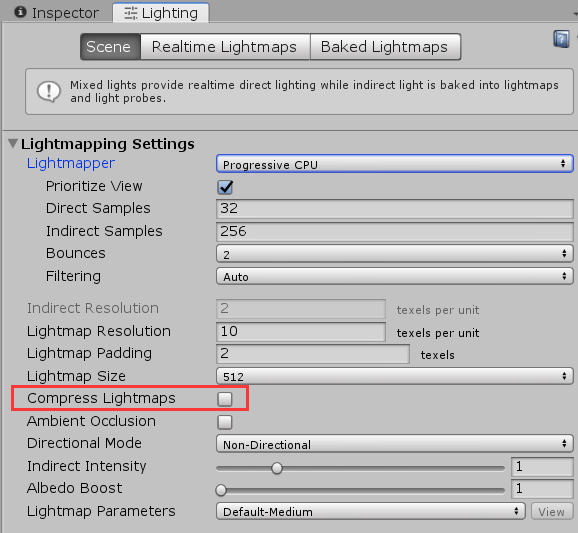 Inspector
Lighting
Scene
Realtime Lightmaps
Baked Lightmaps
Mixed lights provide realtime direct lighting while indirect light is baked into lightmaps
and light probes.
Lightmapping Settings
Lightmapper Progressive CPU
Prioritize View
Direct Samples 32
Indirect Samples 256
Bounces 2
Filtering Auto
Indirect Resolution 2 texels per unit
Lightmap Resolution 10 texels per unit
Lightmap Padding 2 texels
Lightmap Size 512
Compress Lightmaps
Ambient Occlusion
Directional Mode Non-Directional
Indirect Intensity 1
Albedo Boost 1
Lightmap Parameters Default-Medium View